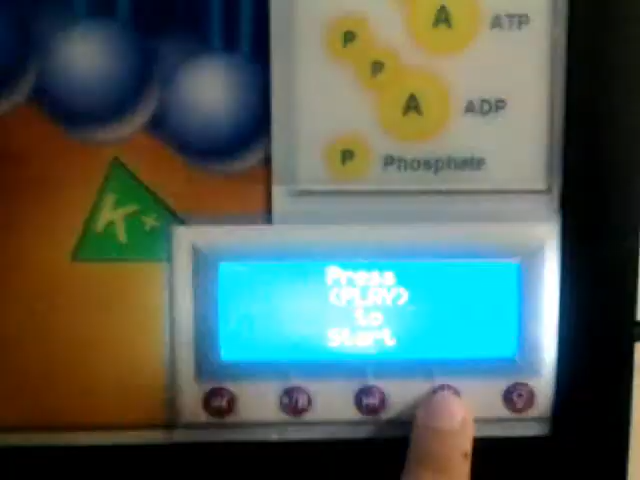 A ATP
P
P
A ADP
P Phosphate
K+
Press
<PLAY>
to
Start